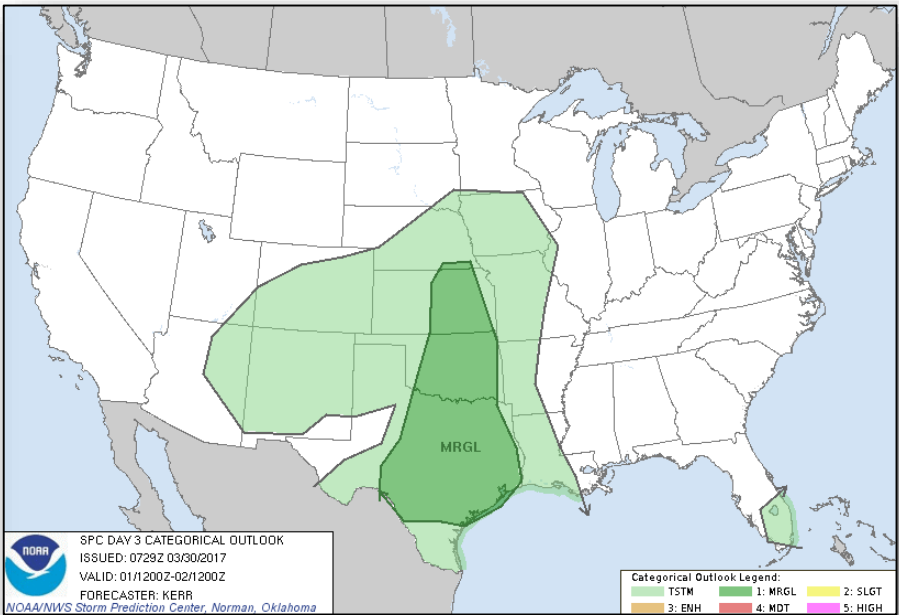 MRGL
SPC DAY 3 CATEGORICAL OUTLOOK
ISSUED: 0729Z 03/30/2017
VALID: 01/1200Z-02/1200Z
FORECASTER: KERR
NOAA/NWS Storm Prediction Center, Norman, Oklahoma
NOAA
Categorical Outlook Legend:
TSTM 1: MRGL 2: SLGT
3: ENH 4: MDT 5: HIGH